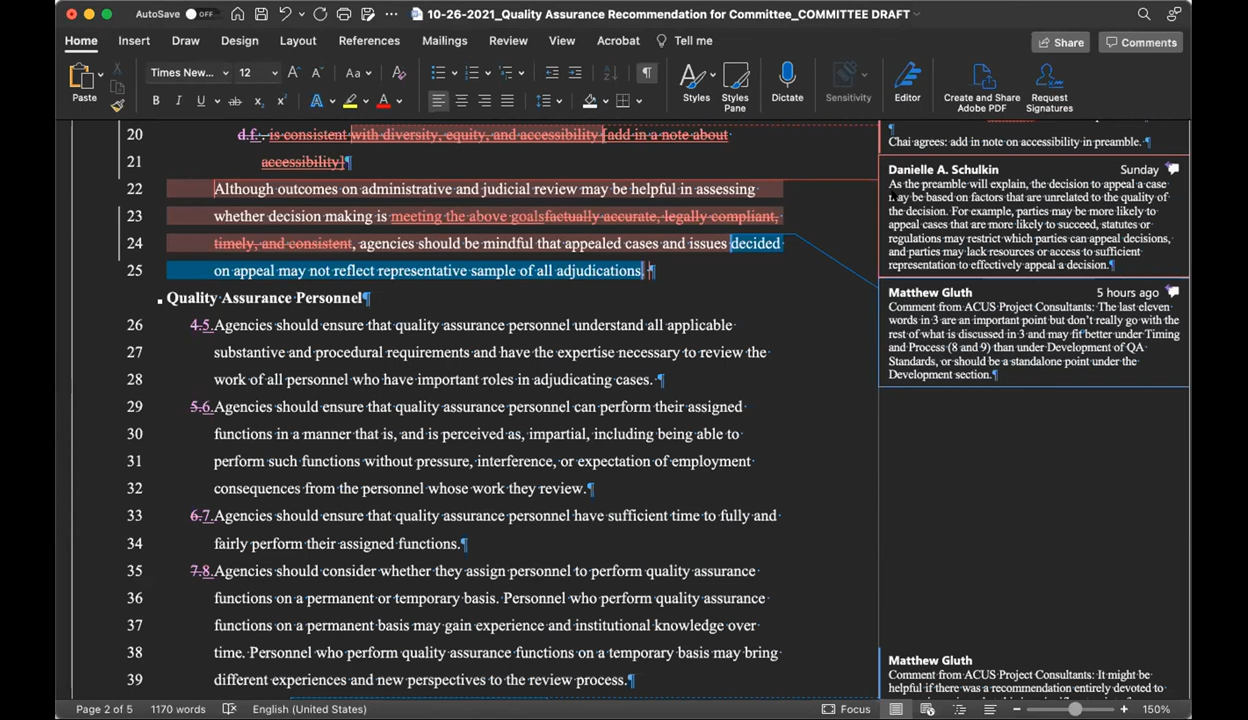 AutoSave OFF
10-26-2021_Quality Assurance Recommendation for Committee_COMMITTEE DRAFT
Home Insert Draw Design Layout References Mailings Review View Acrobat Tell me Share Comments
Paste
Times New... 12
Styles
Styles Pane
Dictate
Sensitivity
Editor
Create and Share Adobe PDF
Request Signatures
20 d.f. is consistent with diversity, equity, and accessibility [add in a note about
21 accessibility]¶
22 Although outcomes on administrative and judicial review may be helpful in assessing
23 whether decision making is meeting the above goalsfactually accurate, legally compliant,
24 timely, and consistent, agencies should be mindful that appealed cases and issues decided
25 on appeal may not reflect representative sample of all adjudications. ¶
Quality Assurance Personnel¶
26 4.5.Agencies should ensure that quality assurance personnel understand all applicable
27 substantive and procedural requirements and have the expertise necessary to review the
28 work of all personnel who have important roles in adjudicating cases. ¶
29 5.6.Agencies should ensure that quality assurance personnel can perform their assigned
30 functions in a manner that is, and is perceived as, impartial, including being able to
31 perform such functions without pressure, interference, or expectation of employment
32 consequences from the personnel whose work they review.¶
33 6.7.Agencies should ensure that quality assurance personnel have sufficient time to fully and
34 fairly perform their assigned functions.¶
35 7.8.Agencies should consider whether they assign personnel to perform quality assurance
36 functions on a permanent or temporary basis. Personnel who perform quality assurance
37 functions on a permanent basis may gain experience and institutional knowledge over
38 time. Personnel who perform quality assurance functions on a temporary basis may bring
39 different experiences and new perspectives to the review process.¶
¶
Chai agrees: add in note on accessibility in preamble.¶
Danielle A. Schulkin Sunday
As the preamble will explain, the decision to appeal a case
may be based on factors that are unrelated to the quality of
the decision. For example, parties may be more likely to
appeal cases that are more likely to succeed, statutes or
regulations may restrict which parties can appeal decisions,
and parties may lack resources or access to sufficient
representation to effectively appeal a decision.¶
Matthew Gluth 5 hours ago
Comment from ACUS Project Consultants: The last eleven
words in 3 are an important point but don't really go with the
rest of what is discussed in 3 and may fit better under Timing
and Process (8 and 9) than under Development of QA
Standards, or should be a standalone point under the
Development section.¶
Matthew Gluth
Comment from ACUS Project Consultants: It might be
helpful if there was a recommendation entirely devoted to
Page 2 of 5 1170 words English (United States) Focus 150%